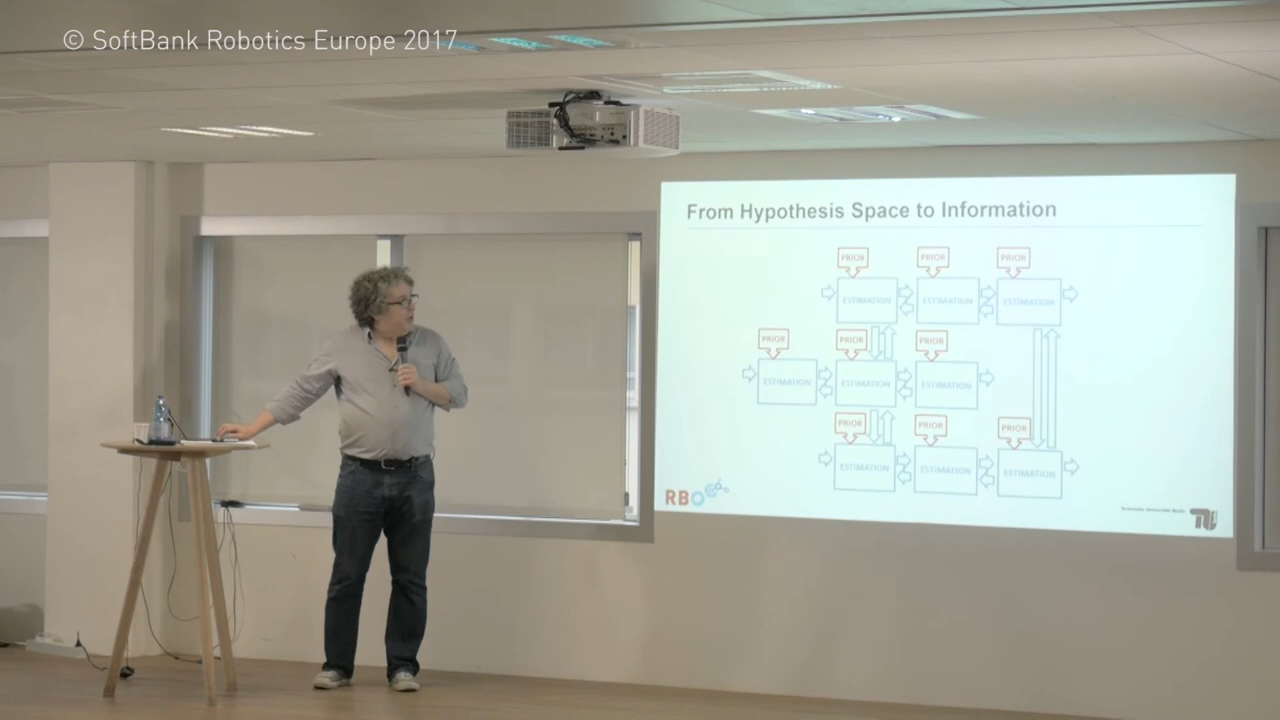 © SoftBank Robotics Europe 2017
From Hypothesis Space to Information
PRIOR PRIOR PRIOR
ESTIMATION ESTIMATION ESTIMATION
PRIOR PRIOR PRIOR
ESTIMATION ESTIMATION ESTIMATION
PRIOR PRIOR PRIOR
ESTIMATION ESTIMATION ESTIMATION
RBO